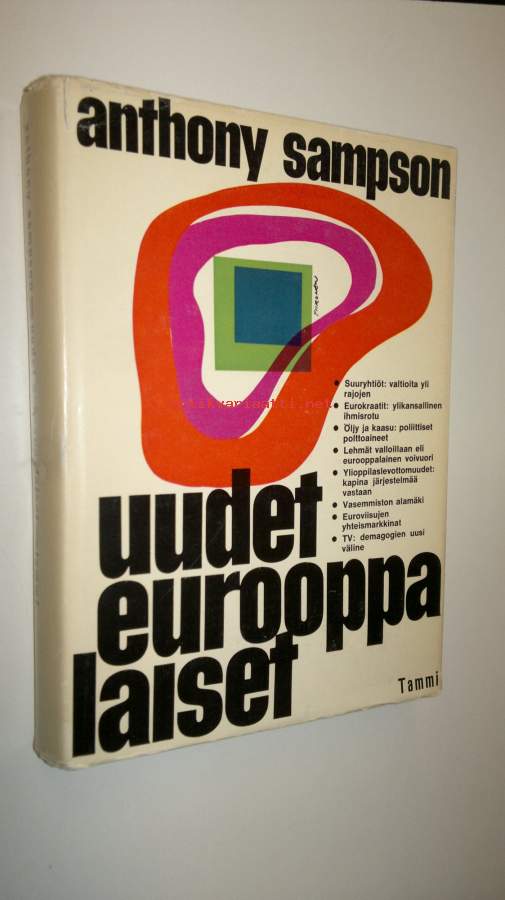 anthony sampson
● Suuryhtiöt: valtioita yli
rajojen
● Eurokraatit: ylikansallinen
ihmisrotu
● Öljy ja kaasu: poliittiset
polttoaineet
● Lehmät valloillaan eli
eurooppalainen voivuori
● Ylioppilaslevottomuudet:
kapina järjestelmää
vastaan
● Vasemmiston alamäki
● Euroviisujen
yhteismarkkinat
● TV: demagogien uusi
väline
uudet
eurooppa
laiset
Tammi